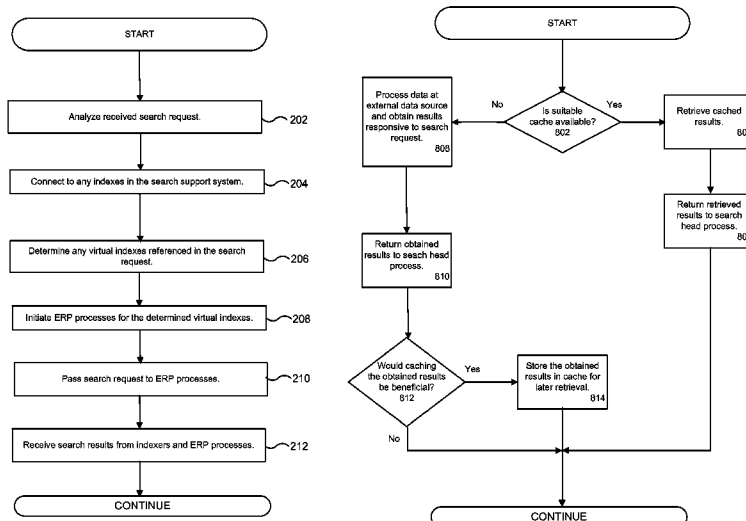 START
Analyze received search request.
202
Connect to any indexes in the search support system.
204
Determine any virtual indexes referenced in the search
request.
206
Initiate ERP processes for the determined virtual indexes.
208
Pass search request to ERP processes.
210
Receive search results from indexers and ERP processes.
212
CONTINUE
START
Is suitable
cache available?
802
No
Yes
Process data at
external data source
and obtain results
responsive to search
request.
808
Retrieve cached
results.
Return retrieved
results to search
head process.
Return obtained
results to seach head
process.
810
Would caching
the obtained results
be beneficial?
812
Yes
No
Store the obtained
results in cache for
later retrieval.
814
CONTINUE